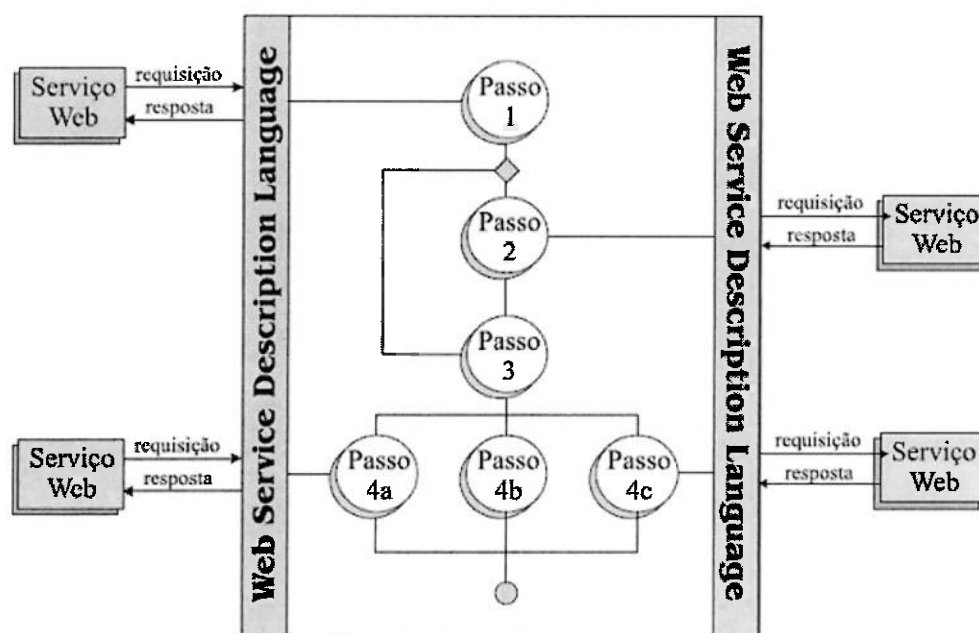 Web Service Description Language
Web Service Description Language
Serviço
Web
requisição
resposta
Passo
1
Passo
2
requisição
resposta
Serviço
Web
Passo
3
Serviço
Web
requisição
resposta
Passo
4a
Passo
4b
Passo
4c
requisição
resposta
Serviço
Web